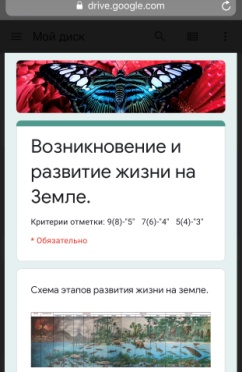 drive.google.com
Мой диск
Возникновение и
развитие жизни на
Земле.
Критерии отметки: 9(8)-"5" 7(6)-"4" 5(4)-"3"
* Обязательно
Схема этапов развития жизни на земле.